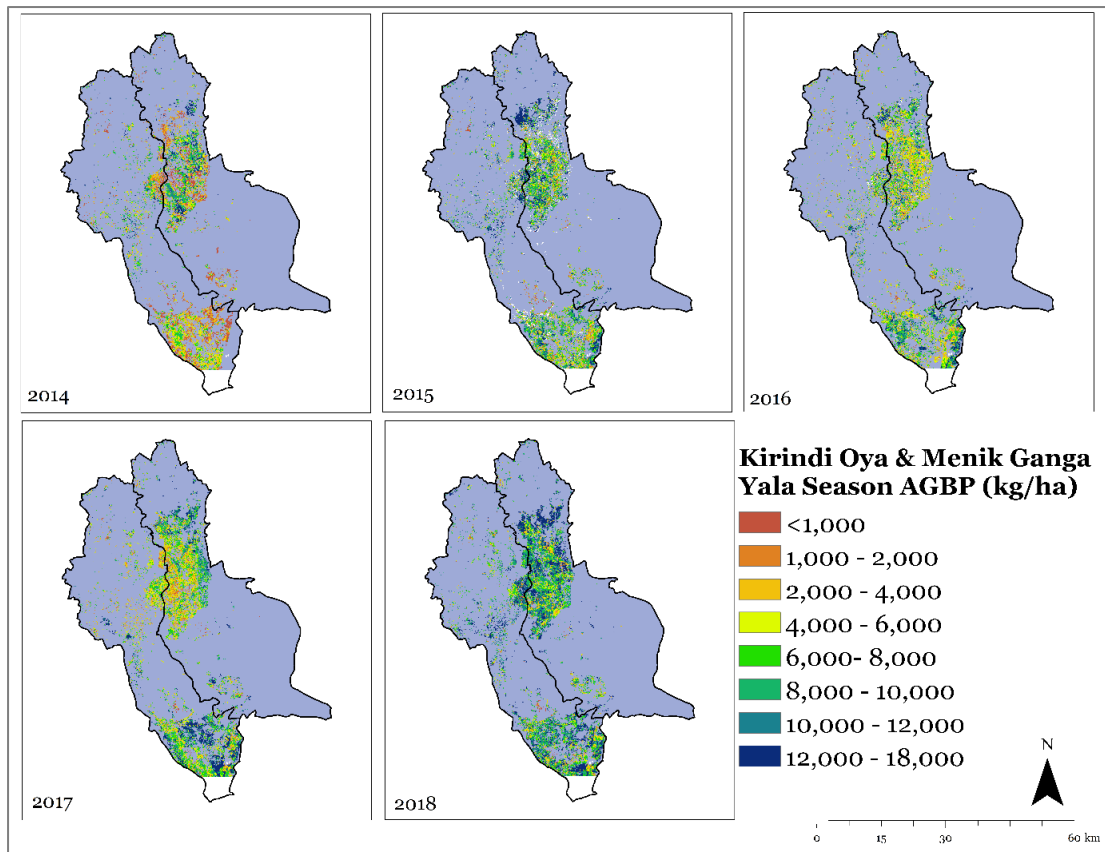 2014
2015
2016
2017
2018
Kirindi Oya & Menik Ganga
Yala Season AGBP (kg/ha)
<1,000
1,000 - 2,000
2,000 - 4,000
4,000 - 6,000
6,000- 8,000
8,000 - 10,000
10,000 - 12,000
12,000 - 18,000
N
0 15 30 60 km